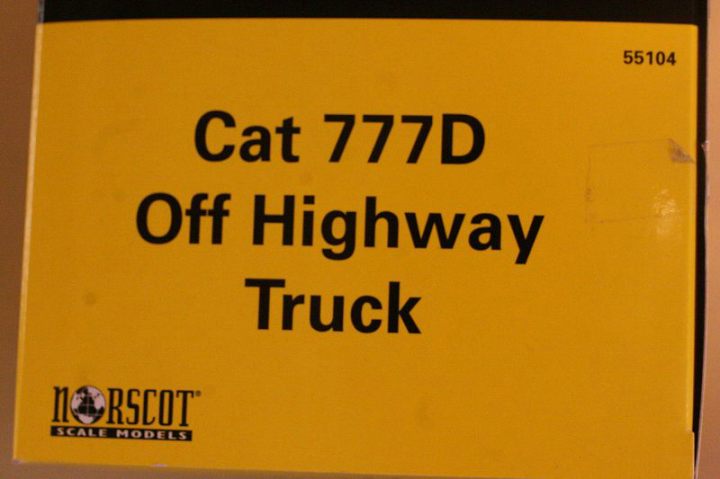 55104
Cat 777D
Off Highway
Truck
NORSCOT®
SCALE MODELS